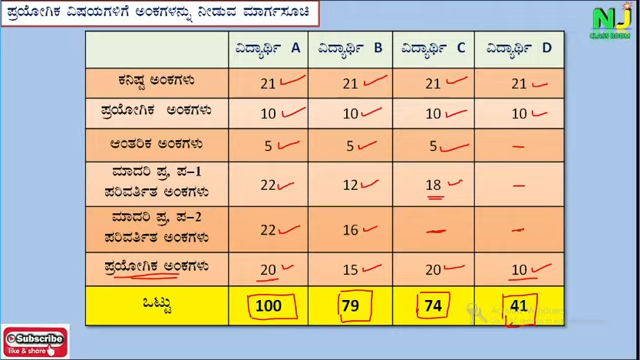 ಪ್ರಯೋಗಿಕ ವಿಷಯಗಳಿಗೆ ಅಂಕಗಳನ್ನು ನೀಡುವ ಮಾರ್ಗಸೂಚಿ
NJ
CLASS ROOM
ವಿದ್ಯಾರ್ಥಿ A ವಿದ್ಯಾರ್ಥಿ B ವಿದ್ಯಾರ್ಥಿ C ವಿದ್ಯಾರ್ಥಿ D
ಕನಿಷ್ಠ ಅಂಕಗಳು 21 21 21 21
ಪ್ರಯೋಗಿಕ ಅಂಕಗಳು 10 10 10 10
ಆಂತರಿಕ ಅಂಕಗಳು 5 5 5 –
ಮಾದರಿ ಪ್ರ, ಪ-1
ಪರಿವರ್ತಿತ ಅಂಕಗಳು 22 12 18 –
ಮಾದರಿ ಪ್ರ, ಪ-2
ಪರಿವರ್ತಿತ ಅಂಕಗಳು 22 16 – –
ಪ್ರಯೋಗಿಕ ಅಂಕಗಳು 20 15 20 10
ಒಟ್ಟು 100 79 74 41
Subscribe
like & share